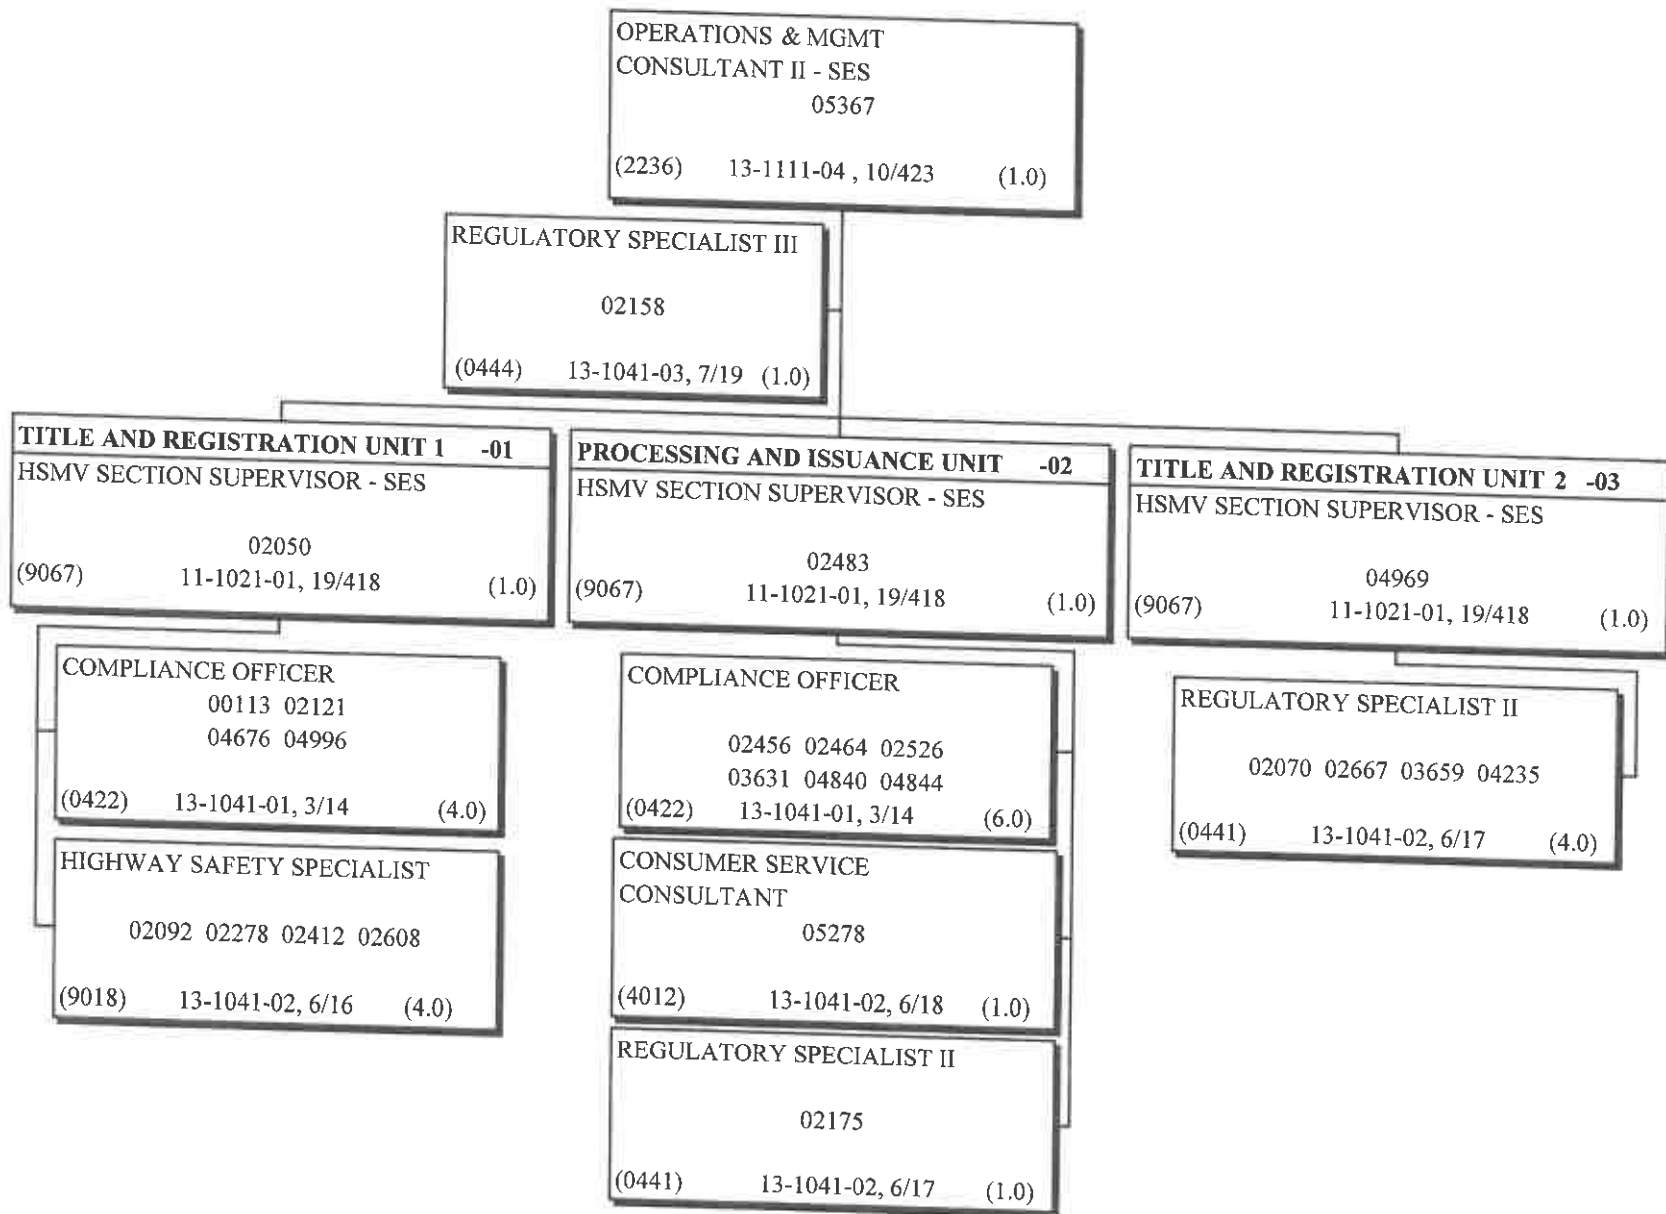 OPERATIONS & MGMT
CONSULTANT II - SES
05367
(2236) 13-1111-04 , 10/423 (1.0)
REGULATORY SPECIALIST III
02158
(0444) 13-1041-03, 7/19 (1.0)
TITLE AND REGISTRATION UNIT 1 -01
HSMV SECTION SUPERVISOR - SES
02050
(9067) 11-1021-01, 19/418 (1.0)
COMPLIANCE OFFICER
00113 02121
04676 04996
(0422) 13-1041-01, 3/14 (4.0)
HIGHWAY SAFETY SPECIALIST
02092 02278 02412 02608
(9018) 13-1041-02, 6/16 (4.0)
PROCESSING AND ISSUANCE UNIT -02
HSMV SECTION SUPERVISOR - SES
02483
(9067) 11-1021-01, 19/418 (1.0)
COMPLIANCE OFFICER
02456 02464 02526
03631 04840 04844
(0422) 13-1041-01, 3/14 (6.0)
CONSUMER SERVICE
CONSULTANT
05278
(4012) 13-1041-02, 6/18 (1.0)
REGULATORY SPECIALIST II
02175
(0441) 13-1041-02, 6/17 (1.0)
TITLE AND REGISTRATION UNIT 2 -03
HSMV SECTION SUPERVISOR - SES
04969
(9067) 11-1021-01, 19/418 (1.0)
REGULATORY SPECIALIST II
02070 02667 03659 04235
(0441) 13-1041-02, 6/17 (4.0)